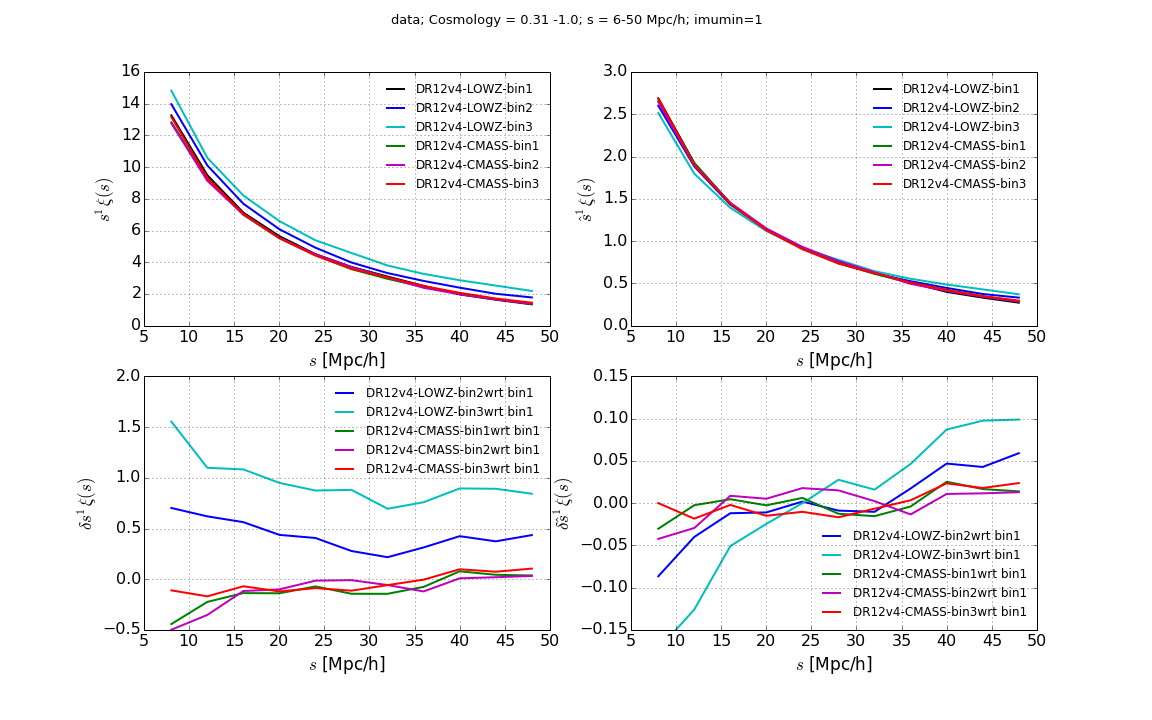 data; Cosmology = 0.31 -1.0; s = 6-50 Mpc/h; imumin=1
16
14
12
10
8
6
4
2
0
s¹ ξ(s)
5 10 15 20 25 30 35 40 45 50
s [Mpc/h]
DR12v4-LOWZ-bin1
DR12v4-LOWZ-bin2
DR12v4-LOWZ-bin3
DR12v4-CMASS-bin1
DR12v4-CMASS-bin2
DR12v4-CMASS-bin3
3.0
2.5
2.0
1.5
1.0
0.5
0.0
ŝ¹ ξ(s)
5 10 15 20 25 30 35 40 45 50
s [Mpc/h]
DR12v4-LOWZ-bin1
DR12v4-LOWZ-bin2
DR12v4-LOWZ-bin3
DR12v4-CMASS-bin1
DR12v4-CMASS-bin2
DR12v4-CMASS-bin3
2.0
1.5
1.0
0.5
0.0
−0.5
δs¹ ξ(s)
5 10 15 20 25 30 35 40 45 50
s [Mpc/h]
DR12v4-LOWZ-bin2wrt bin1
DR12v4-LOWZ-bin3wrt bin1
DR12v4-CMASS-bin1wrt bin1
DR12v4-CMASS-bin2wrt bin1
DR12v4-CMASS-bin3wrt bin1
0.15
0.10
0.05
0.00
−0.05
−0.10
−0.15
δŝ¹ ξ(s)
5 10 15 20 25 30 35 40 45 50
s [Mpc/h]
DR12v4-LOWZ-bin2wrt bin1
DR12v4-LOWZ-bin3wrt bin1
DR12v4-CMASS-bin1wrt bin1
DR12v4-CMASS-bin2wrt bin1
DR12v4-CMASS-bin3wrt bin1